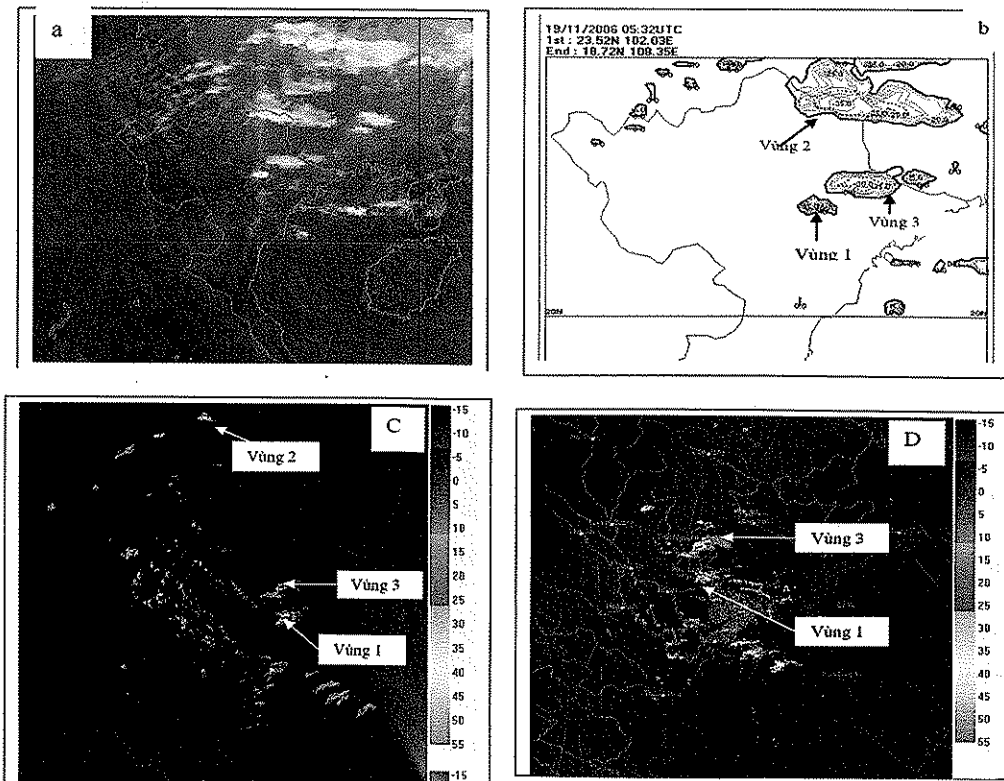 a
19/11/2006 05:32UTC
1st : 23.52N 102.03E
End : 18.72N 108.35E
b
Vùng 2
Vùng 3
Vùng 1
20N
20N
C
Vùng 2
Vùng 3
Vùng 1
-15
-10
-5
0
5
10
15
20
25
30
35
40
45
50
55
-15
D
Vùng 3
Vùng 1
-15
-10
-5
0
5
10
15
20
25
30
35
40
45
50
55